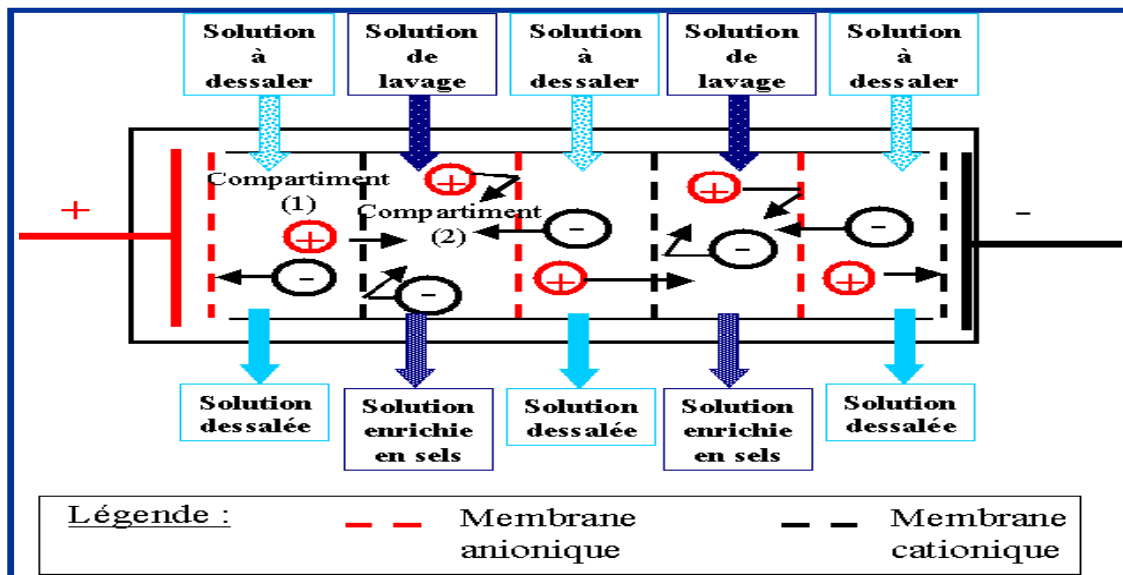 Solution
à
dessaler
Solution
de
lavage
Solution
à
dessaler
Solution
de
lavage
Solution
à
dessaler
+
-
Compartiment
(1)
+
-
+
Compartiment
(2)
-
-
+
+
-
-
+
Solution
dessalée
Solution
enrichie
en sels
Solution
dessalée
Solution
enrichie
en sels
Solution
dessalée
Légende :
Membrane
anionique
Membrane
cationique